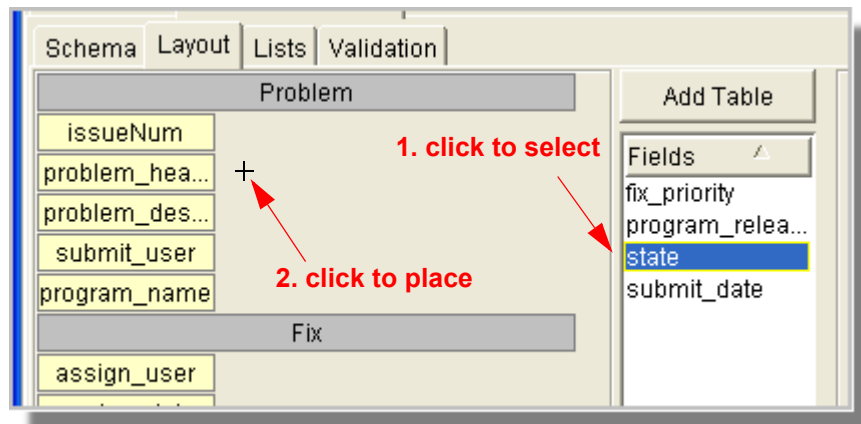 Schema Layout Lists Validation
Problem
issueNum
problem_hea...
problem_des...
submit_user
program_name
Fix
assign_user
1. click to select
2. click to place
Add Table
Fields
fix_priority
program_relea...
state
submit_date